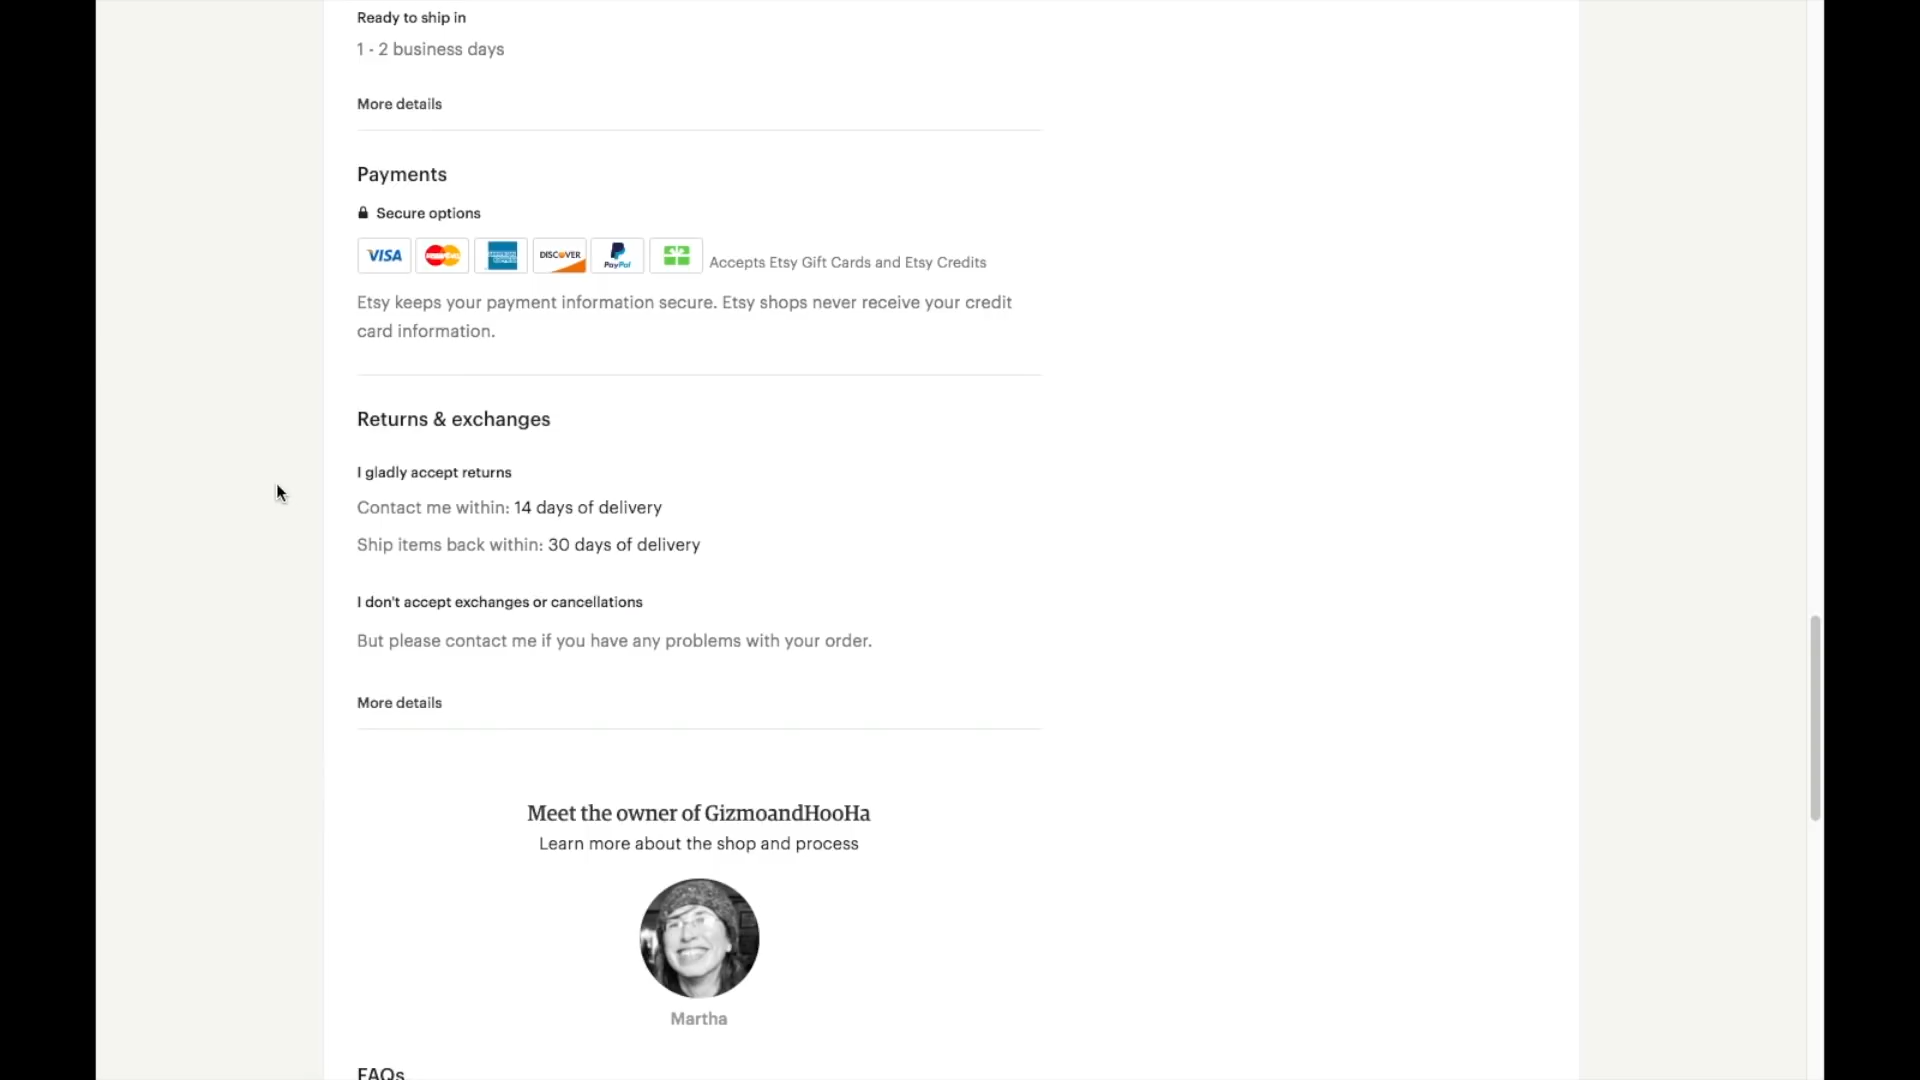 Ready to ship in
1 - 2 business days
More details
Payments
Secure options
VISA
DISCOVER
PayPal
Accepts Etsy Gift Cards and Etsy Credits
Etsy keeps your payment information secure. Etsy shops never receive your credit
card information.
Returns & exchanges
I gladly accept returns
Contact me within: 14 days of delivery
Ship items back within: 30 days of delivery
I don't accept exchanges or cancellations
But please contact me if you have any problems with your order.
More details
Meet the owner of GizmoandHooHa
Learn more about the shop and process
Martha
FAQs